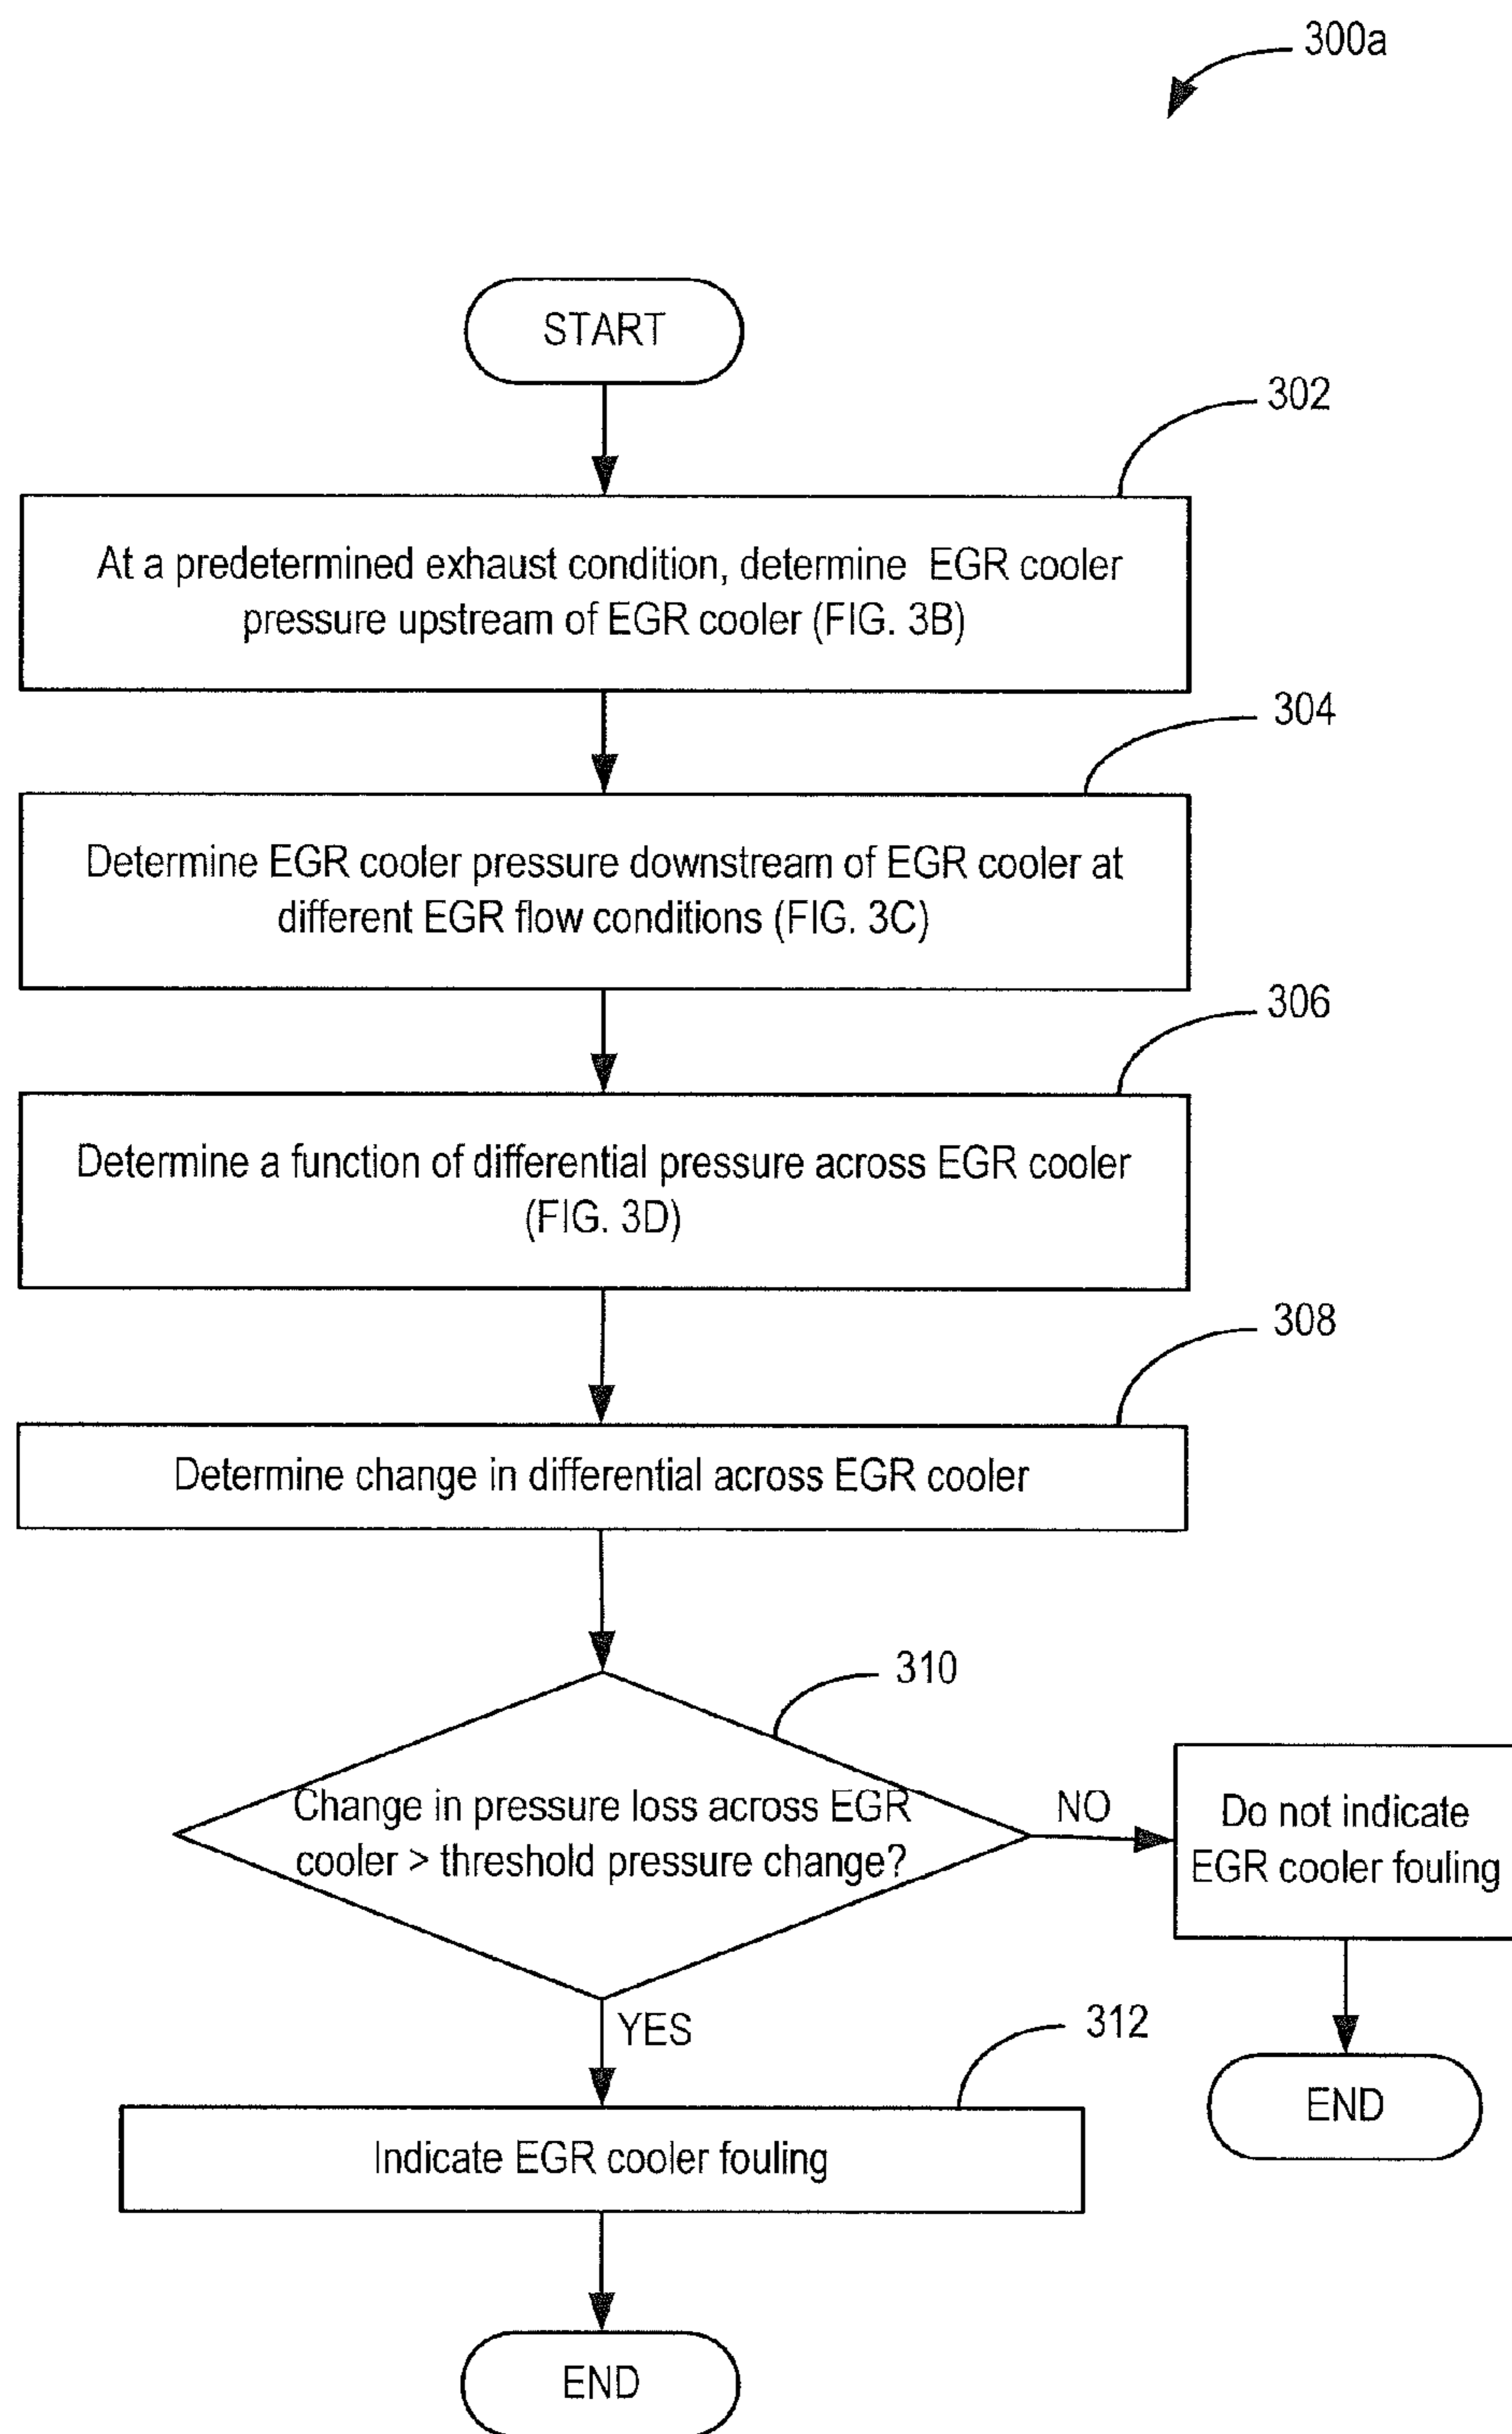 300a
START
302
At a predetermined exhaust condition, determine EGR cooler
pressure upstream of EGR cooler (FIG. 3B)
304
Determine EGR cooler pressure downstream of EGR cooler at
different EGR flow conditions (FIG. 3C)
306
Determine a function of differential pressure across EGR cooler
(FIG. 3D)
308
Determine change in differential across EGR cooler
310
Change in pressure loss across EGR
cooler > threshold pressure change?
NO
Do not indicate
EGR cooler fouling
YES
312
END
Indicate EGR cooler fouling
END